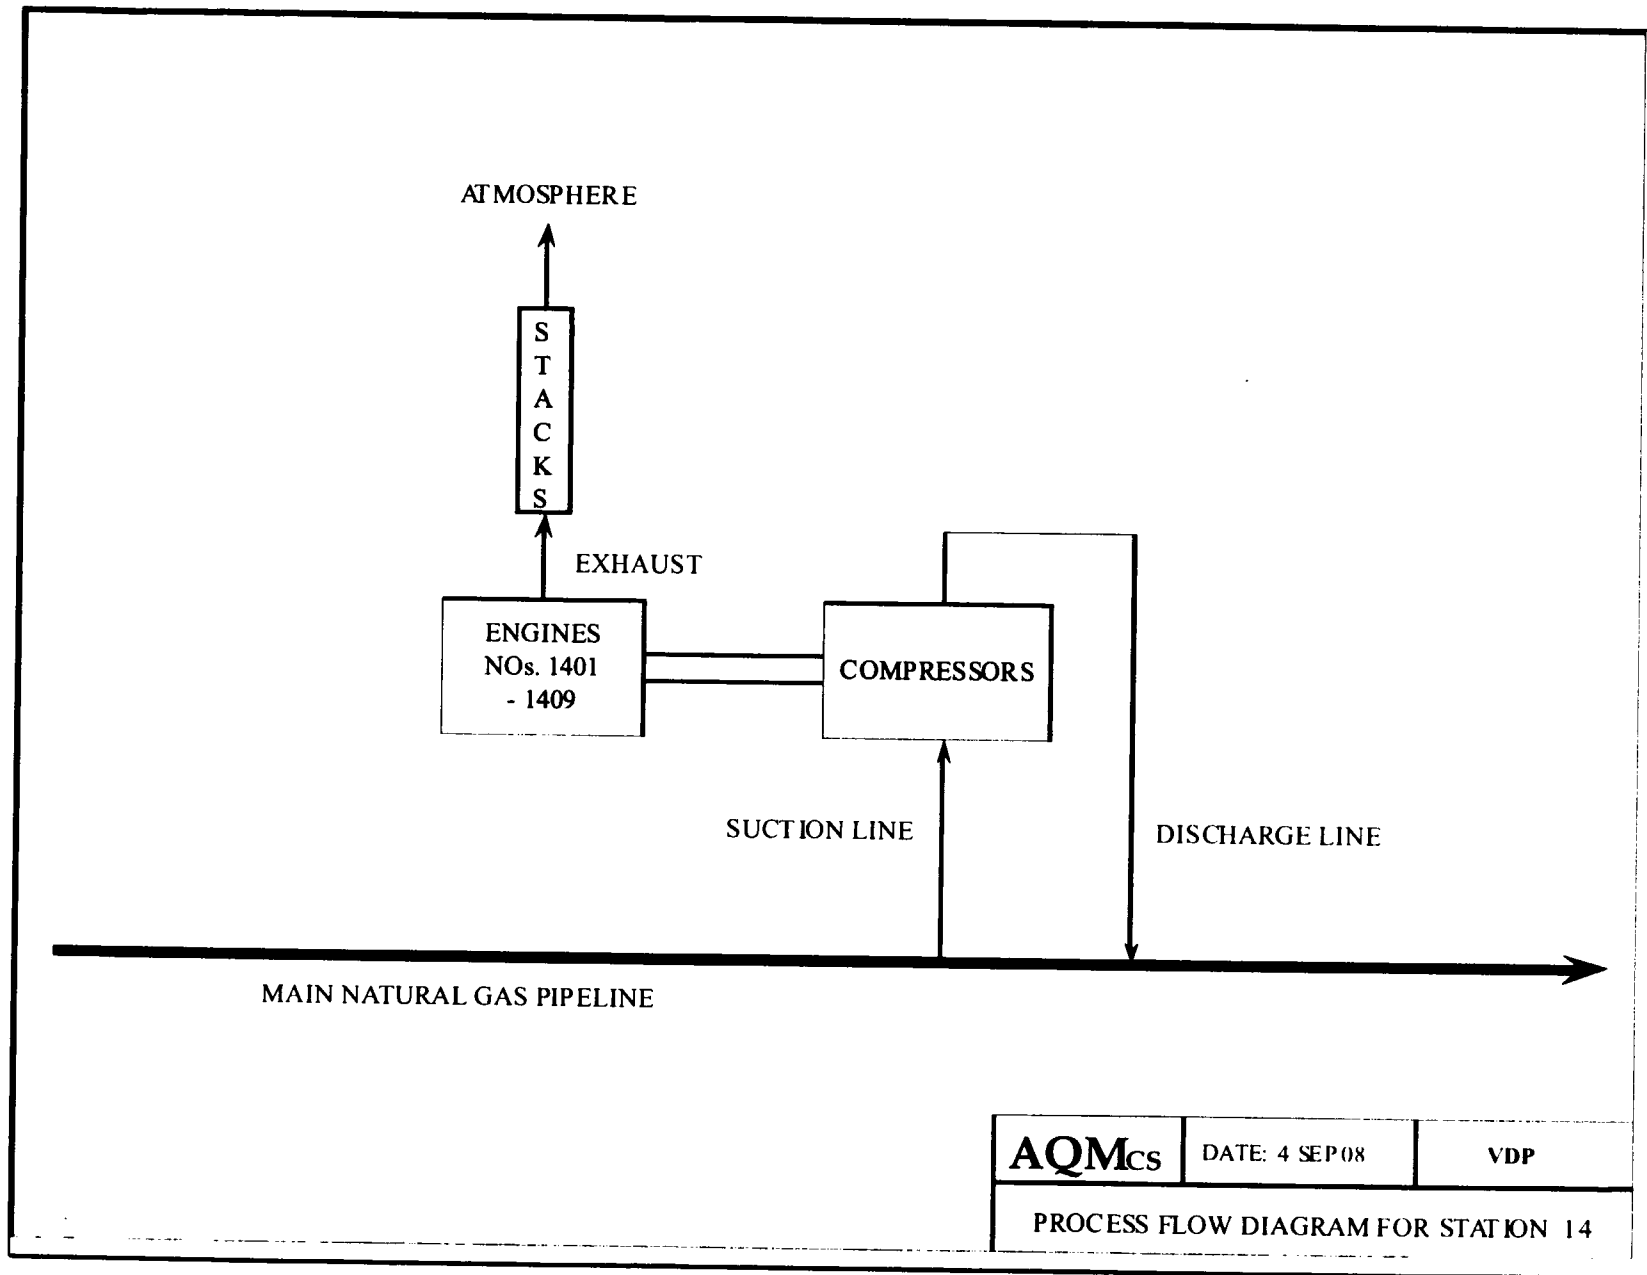 ATMOSPHERE
S
T
A
C
K
S
EXHAUST
ENGINES
NOs. 1401
- 1409
COMPRESSORS
SUCTION LINE
DISCHARGE LINE
MAIN NATURAL GAS PIPELINE
AQMCS
DATE: 4 SEP 08
VDP
PROCESS FLOW DIAGRAM FOR STATION 14